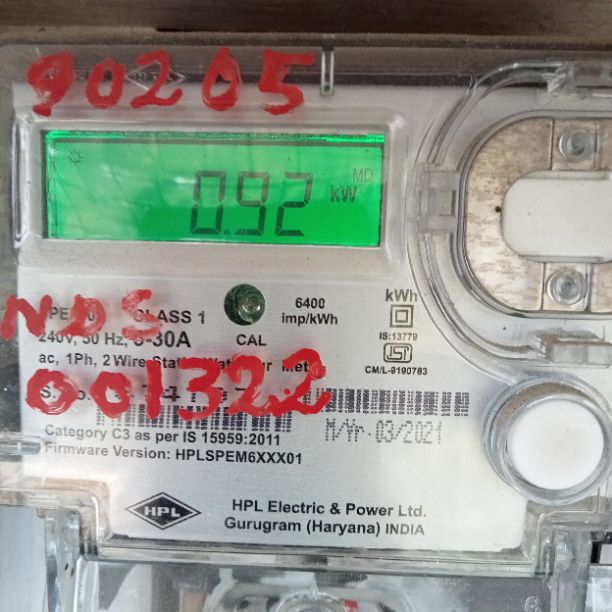 90205
MD
0.92 kW
NDS
CLASS 1
6400
imp/kWh
kWh
240V, 50 Hz, 5-30A
CAL
IS:13779
ac, 1Ph, 2 Wire
CM/L-9190783
001322
M/Yr. 03/2021
Category C3 as per IS 15959:2011
Firmware Version: HPLSPEM6XXX01
HPL
HPL Electric & Power Ltd.
Gurugram (Haryana) INDIA